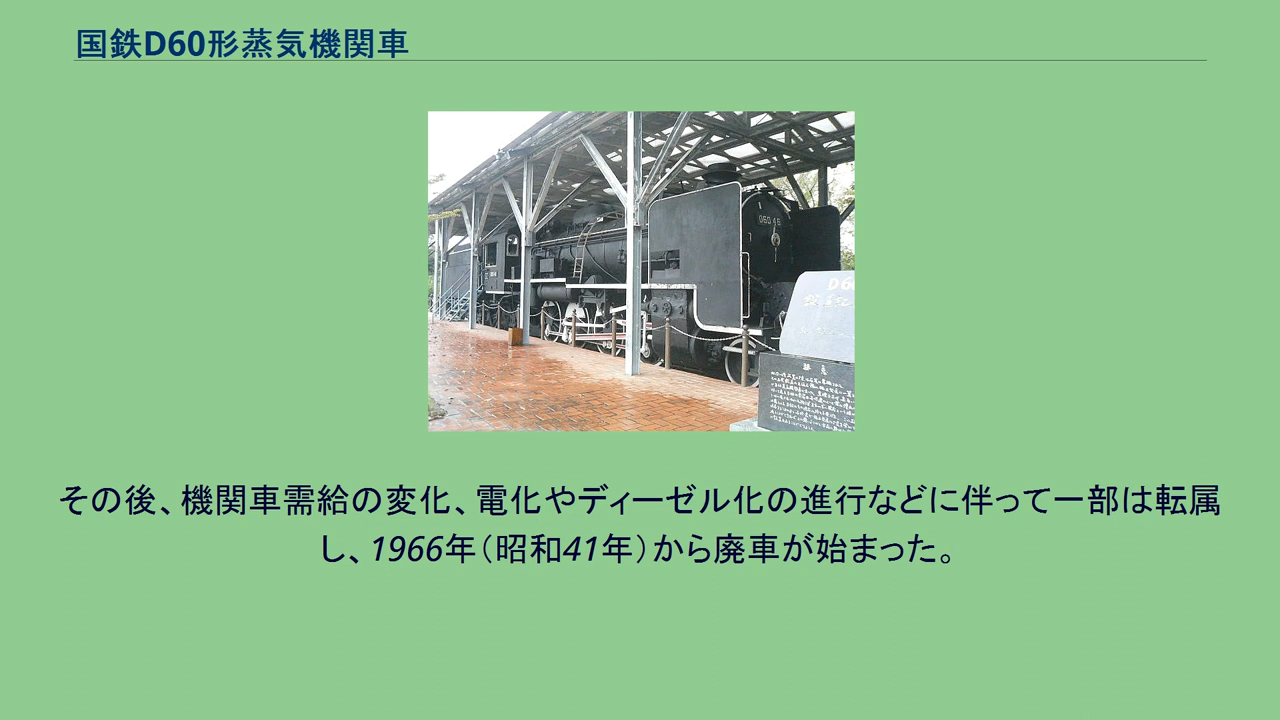 国鉄D60形蒸気機関車
D60 46
D6
その後、機関車需給の変化、電化やディーゼル化の進行などに伴って一部は転属
し、1966年（昭和41年）から廃車が始まった。